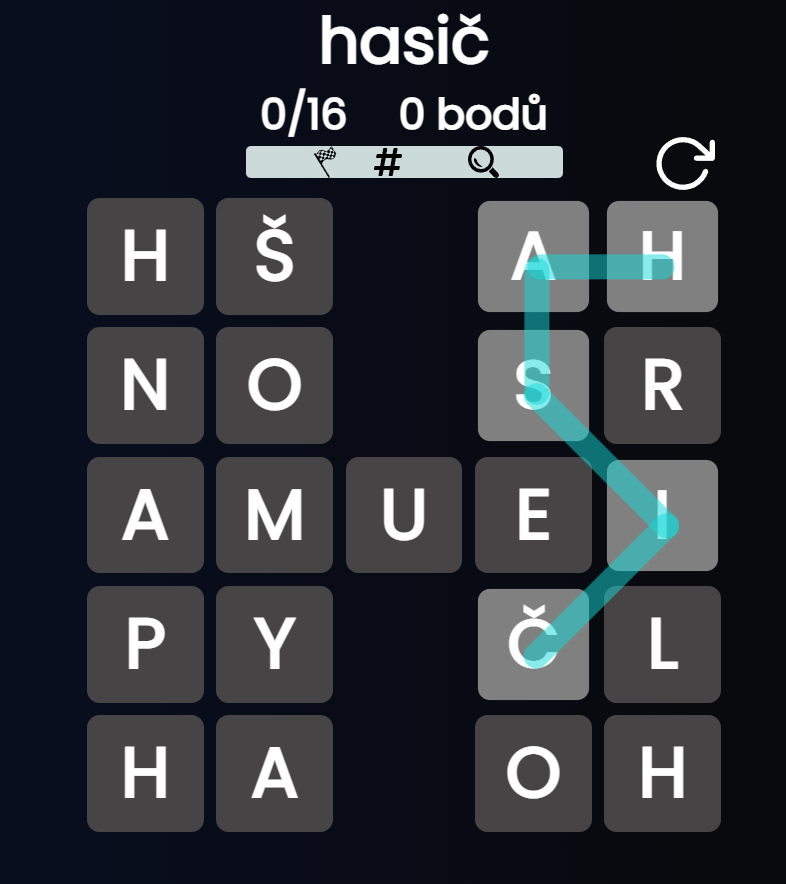 hasič
0/16 0 bodů
#
H Š A H
N O S R
A M U E I
P Y Č L
H A O H